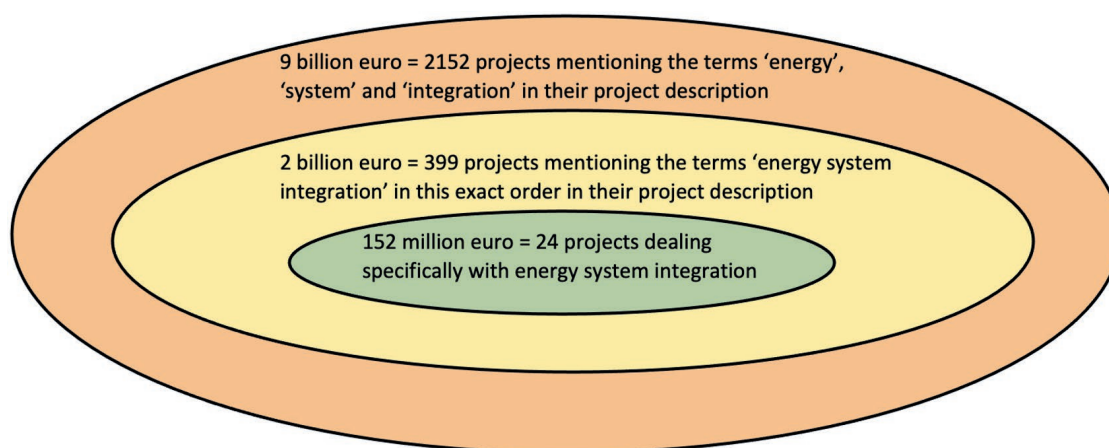 9 billion euro = 2152 projects mentioning the terms ‘energy’,
‘system’ and ‘integration’ in their project description
2 billion euro = 399 projects mentioning the terms ‘energy system
integration’ in this exact order in their project description
152 million euro = 24 projects dealing
specifically with energy system integration